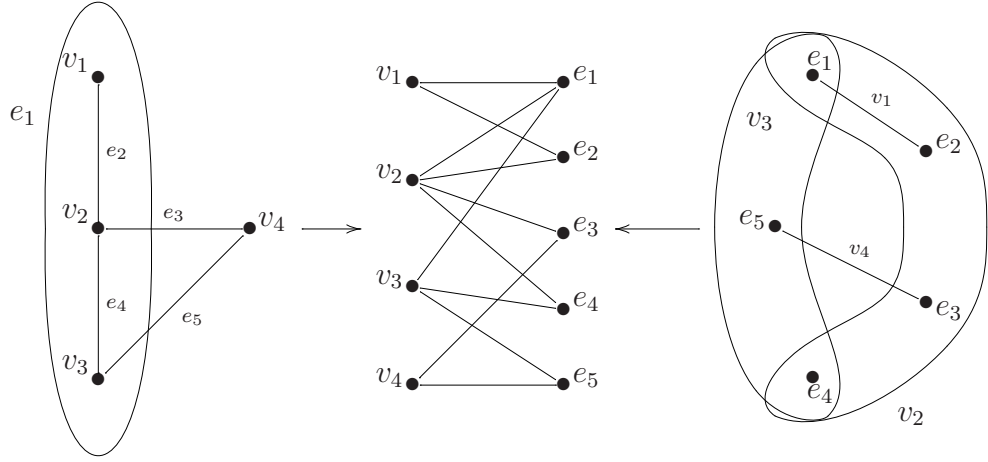 v₁
e₁
e₂
v₂
e₃
v₄
e₄
e₅
v₃
v₁
e₁
e₂
v₂
e₃
v₃
e₄
v₄
e₅
e₁
v₁
v₃
e₂
e₅
v₄
e₃
e₄
v₂